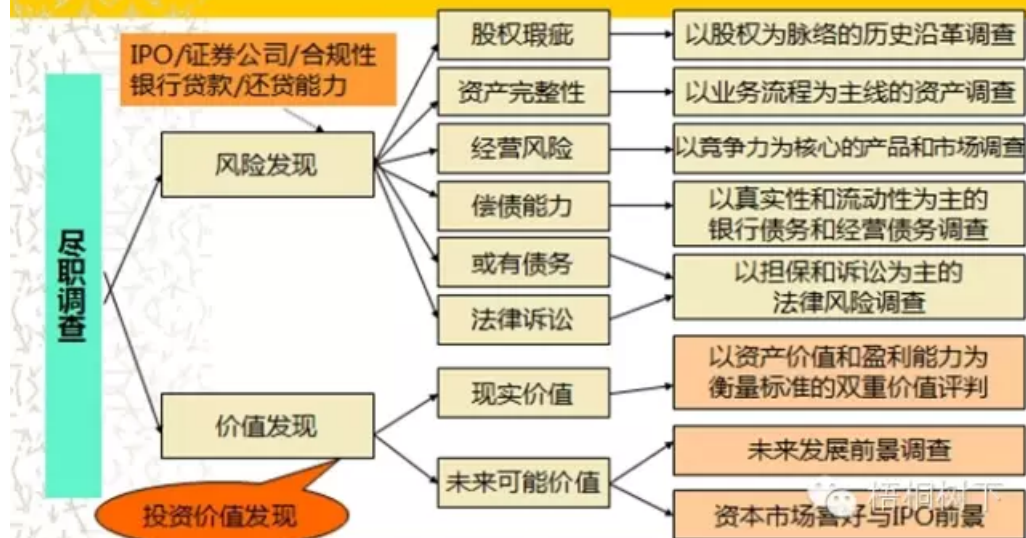 IPO/证券公司/合规性
银行贷款/还贷能力
尽职调查
风险发现
价值发现
投资价值发现
股权瑕疵
资产完整性
经营风险
偿债能力
或有债务
法律诉讼
现实价值
未来可能价值
以股权为脉络的历史沿革调查
以业务流程为主线的资产调查
以竞争力为核心的产品和市场调查
以真实性和流动性为主的
银行债务和经营债务调查
以担保和诉讼为主的
法律风险调查
以资产价值和盈利能力为
衡量标准的双重价值评判
未来发展前景调查
资本市场喜好与IPO前景
梧桐树下